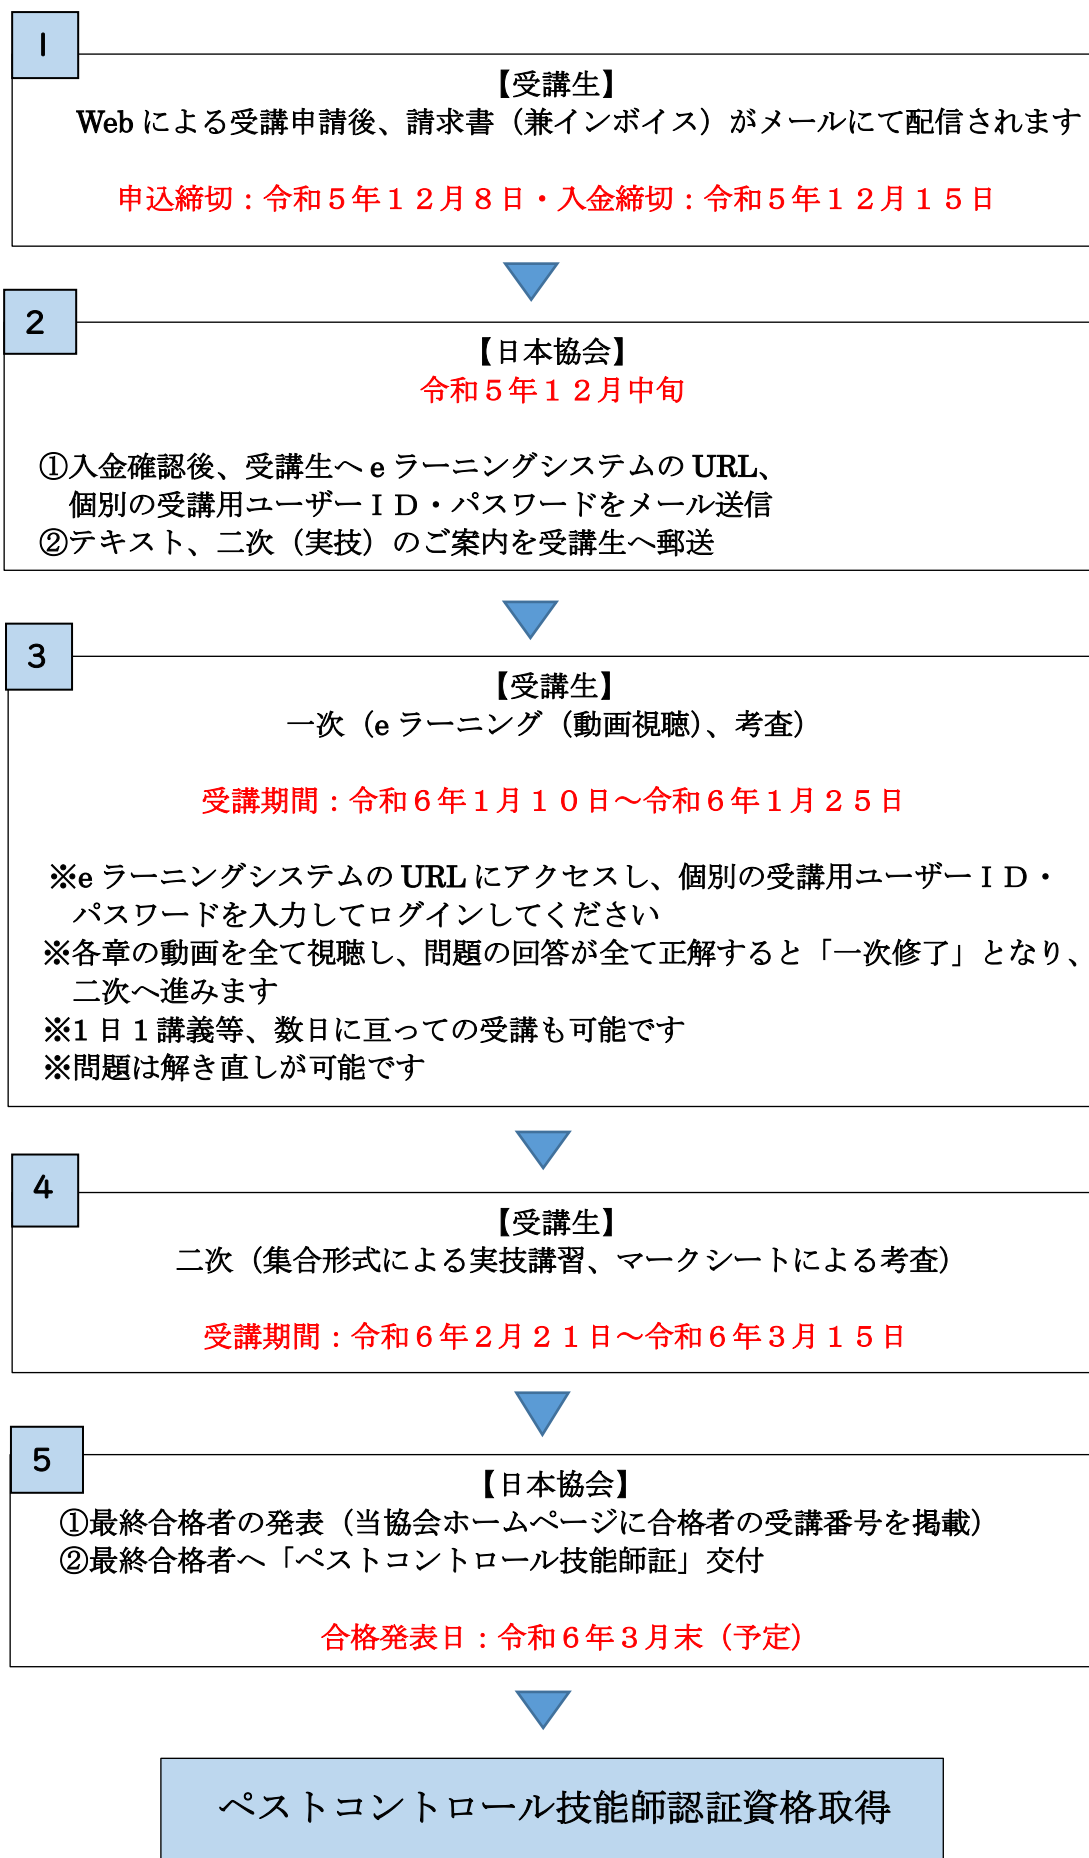 1
【受講生】
Web による受講申請後、請求書（兼インボイス）がメールにて配信されます
申込締切：令和５年１２月８日・入金締切：令和５年１２月１５日
2
【日本協会】
令和５年１２月中旬
①入金確認後、受講生へ e ラーニングシステムの URL、
個別の受講用ユーザーＩＤ・パスワードをメール送信
②テキスト、二次（実技）のご案内を受講生へ郵送
3
【受講生】
一次（e ラーニング（動画視聴）、考査）
受講期間：令和６年１月１０日～令和６年１月２５日
※e ラーニングシステムの URL にアクセスし、個別の受講用ユーザーＩＤ・
パスワードを入力してログインしてください
※各章の動画を全て視聴し、問題の回答が全て正解すると「一次修了」となり、
二次へ進みます
※1 日 1 講義等、数日に亘っての受講も可能です
※問題は解き直しが可能です
4
【受講生】
二次（集合形式による実技講習、マークシートによる考査）
受講期間：令和６年２月２１日～令和６年３月１５日
5
【日本協会】
①最終合格者の発表（当協会ホームページに合格者の受講番号を掲載）
②最終合格者へ「ペストコントロール技能師証」交付
合格発表日：令和６年３月末（予定）
ペストコントロール技能師認証資格取得